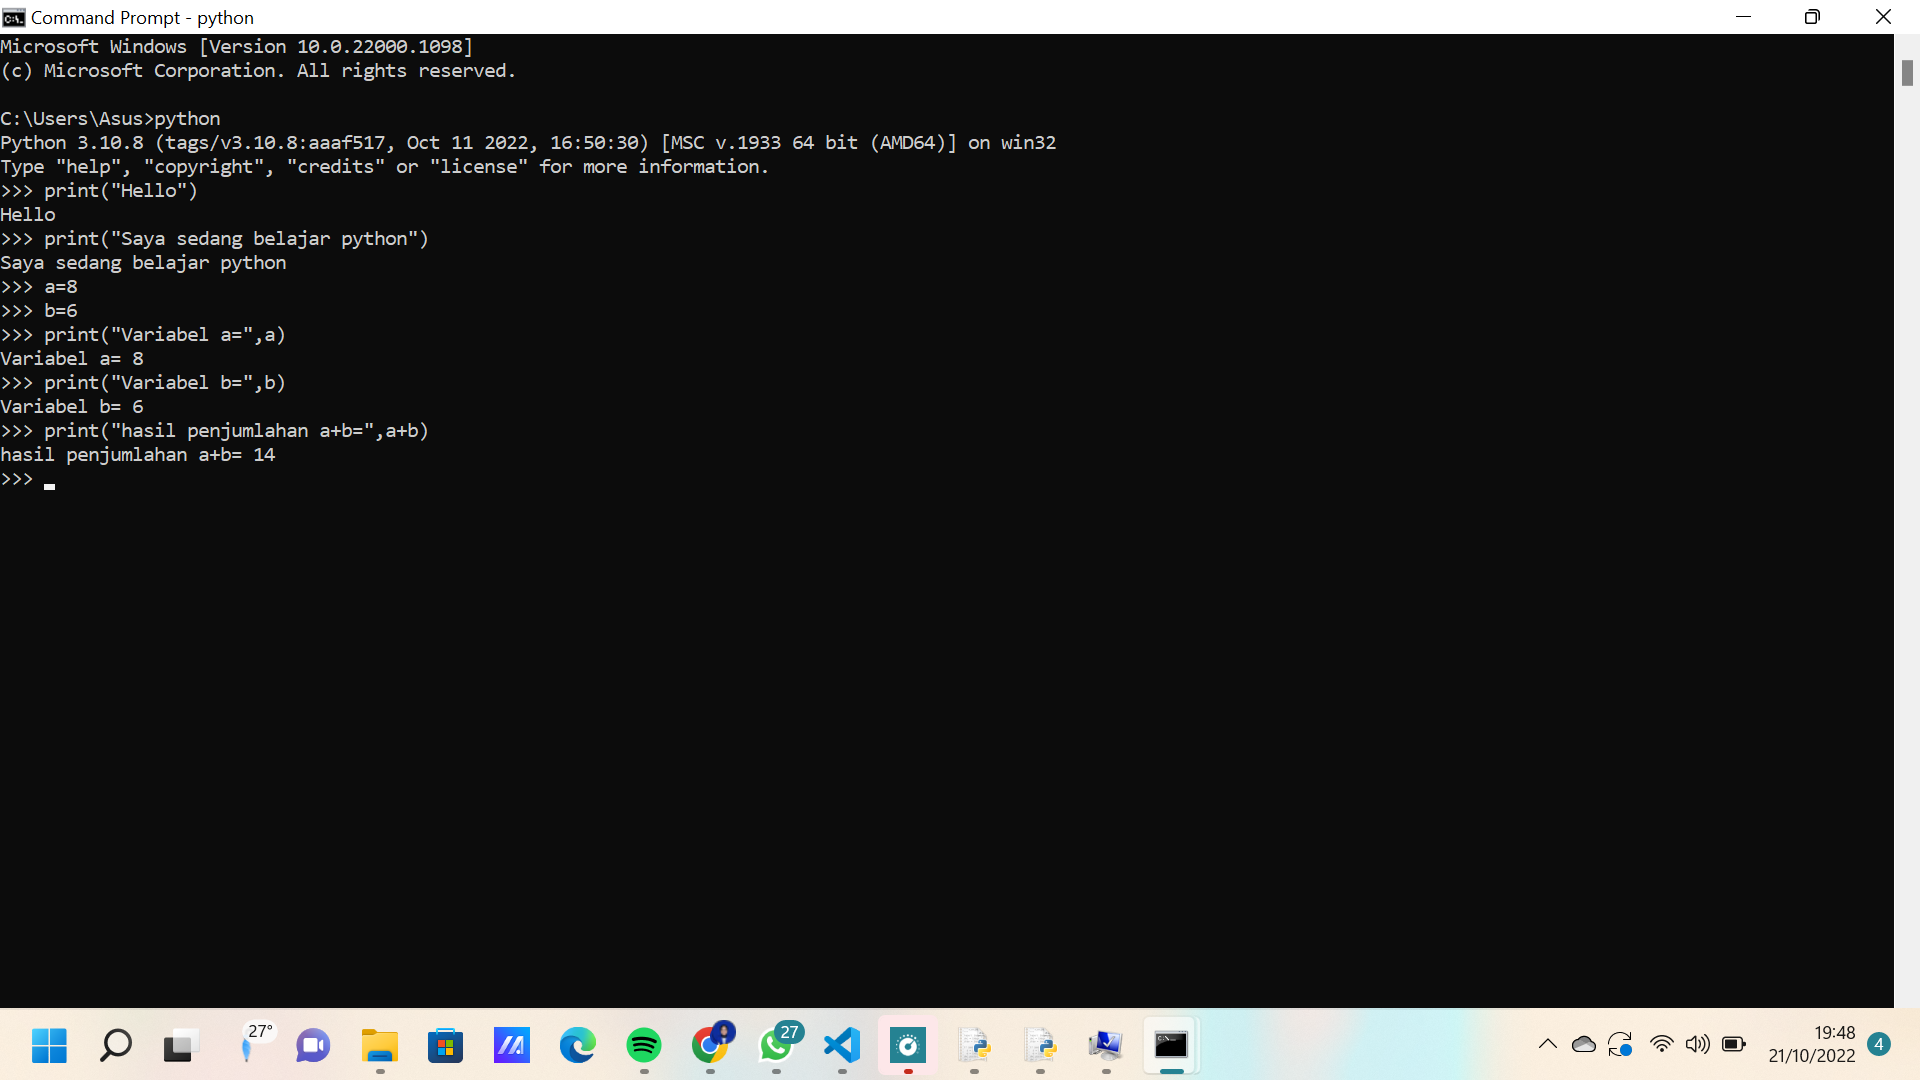 Command Prompt - python
Microsoft Windows [Version 10.0.22000.1098]
(c) Microsoft Corporation. All rights reserved.
C:\Users\Asus>python
Python 3.10.8 (tags/v3.10.8:aaaf517, Oct 11 2022, 16:50:30) [MSC v.1933 64 bit (AMD64)] on win32
Type "help", "copyright", "credits" or "license" for more information.
>>> print("Hello")
Hello
>>> print("Saya sedang belajar python")
Saya sedang belajar python
>>> a=8
>>> b=6
>>> print("Variabel a=",a)
Variabel a= 8
>>> print("Variabel b=",b)
Variabel b= 6
>>> print("hasil penjumlahan a+b=",a+b)
hasil penjumlahan a+b= 14
>>>
27°
27
19:48
21/10/2022
4